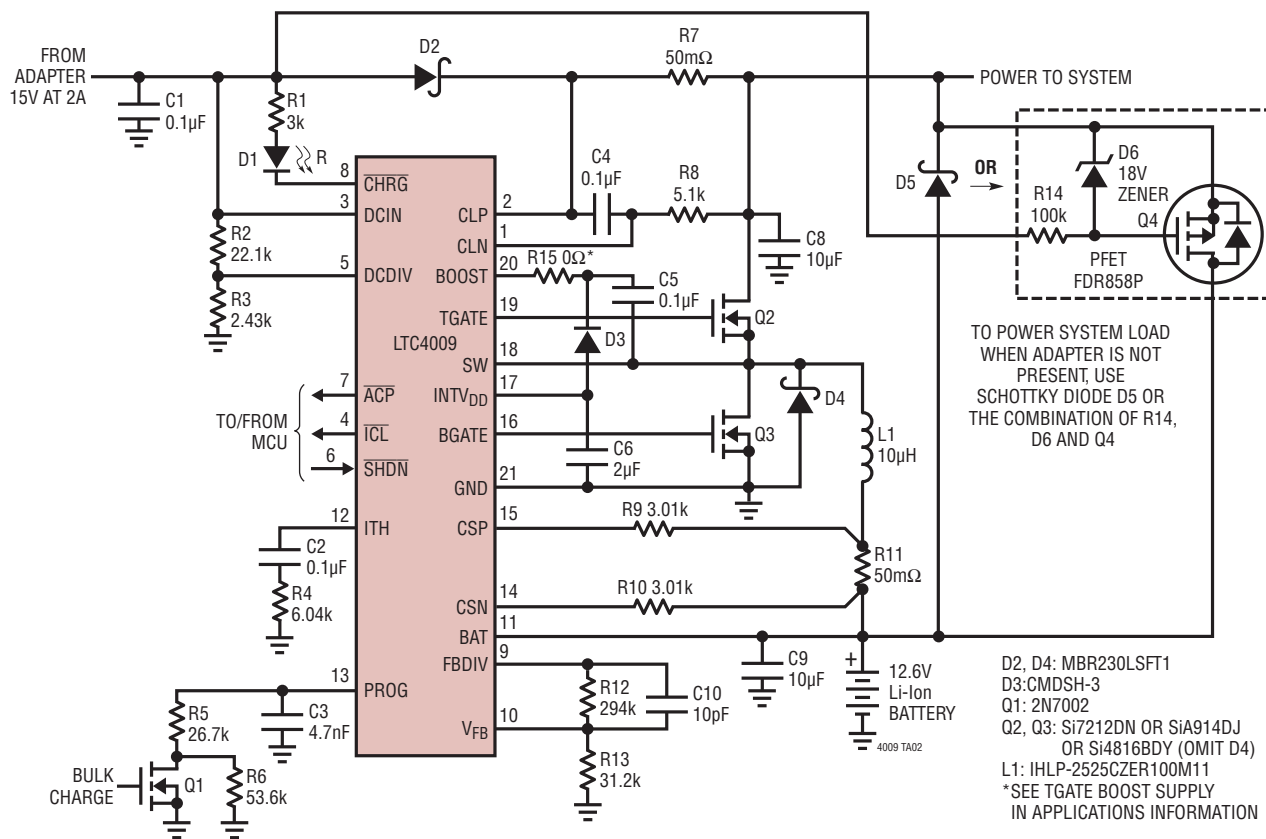 FROM
ADAPTER
15V AT 2A
C1
0.1µF
R1
3k
D1
R
D2
R7
50mΩ
POWER TO SYSTEM
R2
22.1k
R3
2.43k
8
CHRG
3
DCIN
5
DCDIV
LTC4009
7
ACP
4
ICL
6
SHDN
TO/FROM
MCU
12
ITH
C2
0.1µF
R4
6.04k
13
PROG
R5
26.7k
C3
4.7nF
BULK
CHARGE
Q1
R6
53.6k
CLP
2
CLN
1
BOOST
20
TGATE
19
SW
18
INTVDD
17
BGATE
16
GND
21
CSP
15
CSN
14
BAT
11
FBDIV
9
VFB
10
C4
0.1µF
R8
5.1k
C8
10µF
R15 0Ω*
C5
0.1µF
D3
Q2
C6
2µF
Q3
D4
L1
10µH
R9 3.01k
R10 3.01k
R11
50mΩ
R12
294k
C10
10pF
R13
31.2k
C9
10µF
+
12.6V
Li-Ion
BATTERY
4009 TA02
D5
OR
R14
100k
D6
18V
ZENER
Q4
PFET
FDR858P
TO POWER SYSTEM LOAD
WHEN ADAPTER IS NOT
PRESENT, USE
SCHOTTKY DIODE D5 OR
THE COMBINATION OF R14,
D6 AND Q4
D2, D4: MBR230LSFT1
D3:CMDSH-3
Q1: 2N7002
Q2, Q3: Si7212DN OR SiA914DJ
OR Si4816BDY (OMIT D4)
L1: IHLP-2525CZER100M11
*SEE TGATE BOOST SUPPLY
IN APPLICATIONS INFORMATION